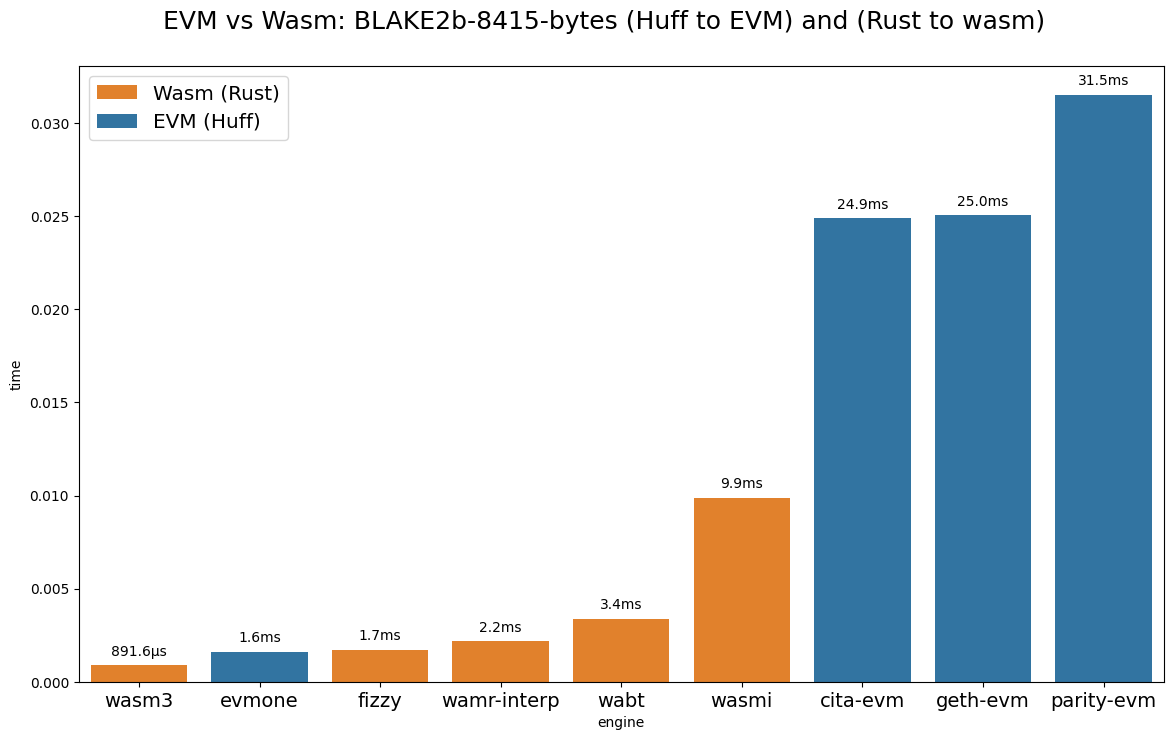 EVM vs Wasm: BLAKE2b-8415-bytes (Huff to EVM) and (Rust to wasm)
Wasm (Rust)
EVM (Huff)
time
0.030
0.025
0.020
0.015
0.010
0.005
0.000
891.6μs
1.6ms
1.7ms
2.2ms
3.4ms
9.9ms
24.9ms
25.0ms
31.5ms
wasm3 evmone fizzy wamr-interp wabt wasmi cita-evm geth-evm parity-evm
engine